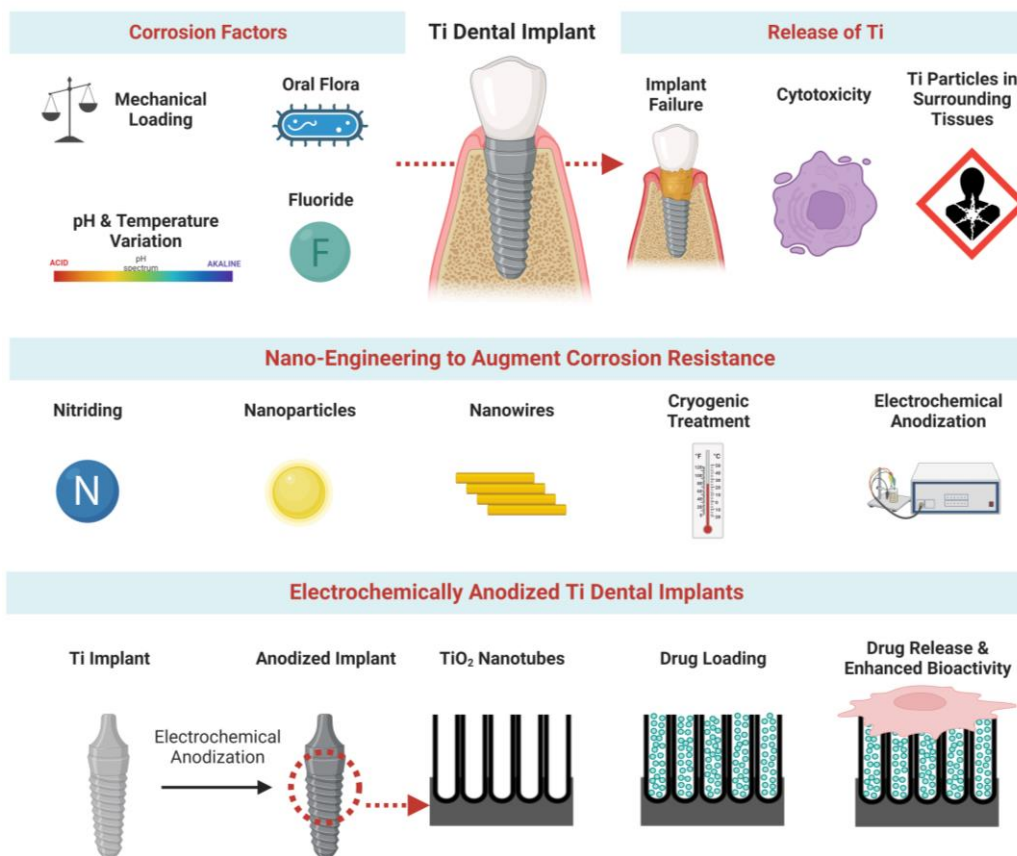 Corrosion Factors
Ti Dental Implant
Release of Ti
Mechanical
Loading
Oral Flora
pH & Temperature
Variation
ACID
pH
spectrum
AKALINE
Fluoride
F
Implant
Failure
Cytotoxicity
Ti Particles in
Surrounding
Tissues
Nano-Engineering to Augment Corrosion Resistance
Nitriding
N
Nanoparticles
Nanowires
Cryogenic
Treatment
°F
°C
Electrochemical
Anodization
Electrochemically Anodized Ti Dental Implants
Ti Implant
Electrochemical
Anodization
Anodized Implant
TiO₂ Nanotubes
Drug Loading
Drug Release &
Enhanced Bioactivity